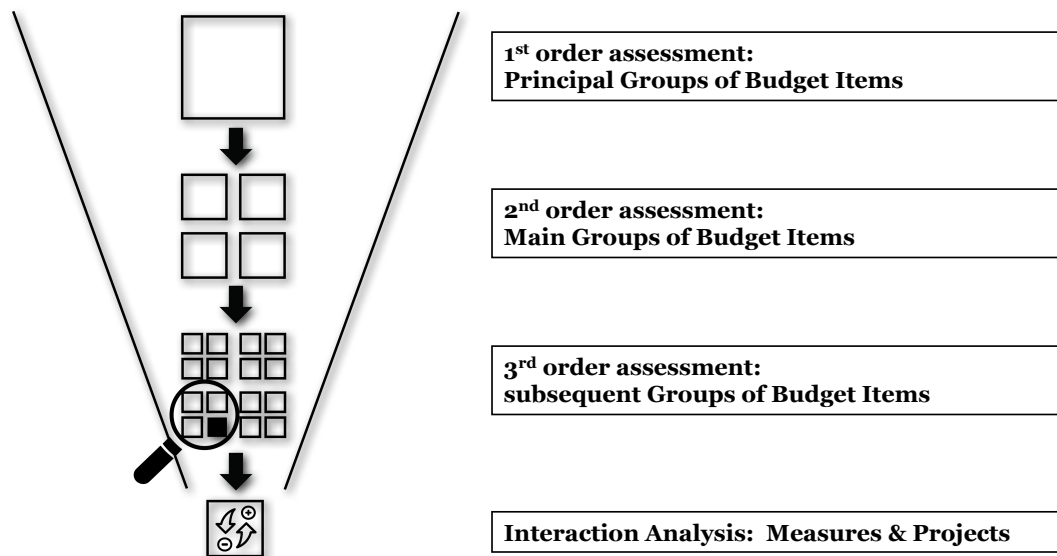 1st order assessment:
Principal Groups of Budget Items
2nd order assessment:
Main Groups of Budget Items
3rd order assessment:
subsequent Groups of Budget Items
Interaction Analysis:  Measures & Projects